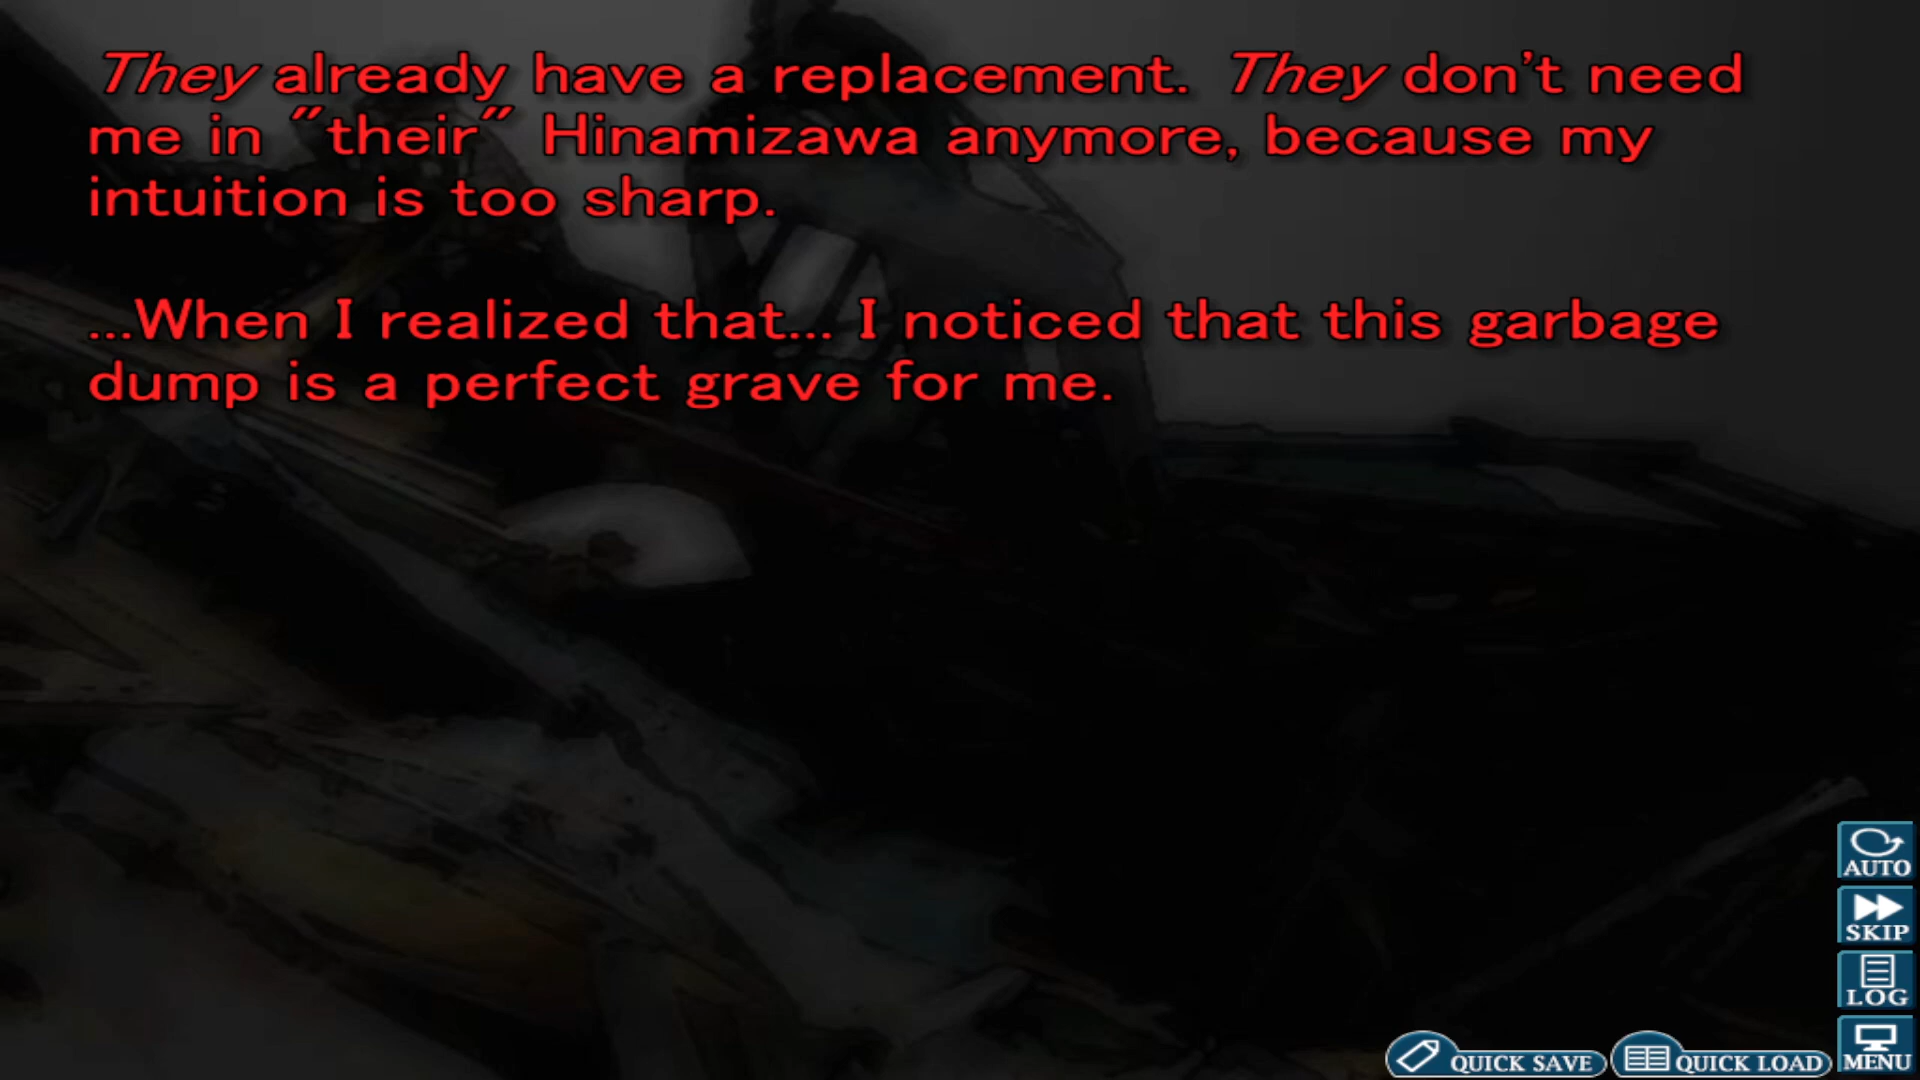 They already have a replacement. They don't need
me in "their" Hinamizawa anymore, because my
intuition is too sharp.
...When I realized that... I noticed that this garbage
dump is a perfect grave for me.
AUTO
SKIP
LOG
MENU
QUICK SAVE
QUICK LOAD